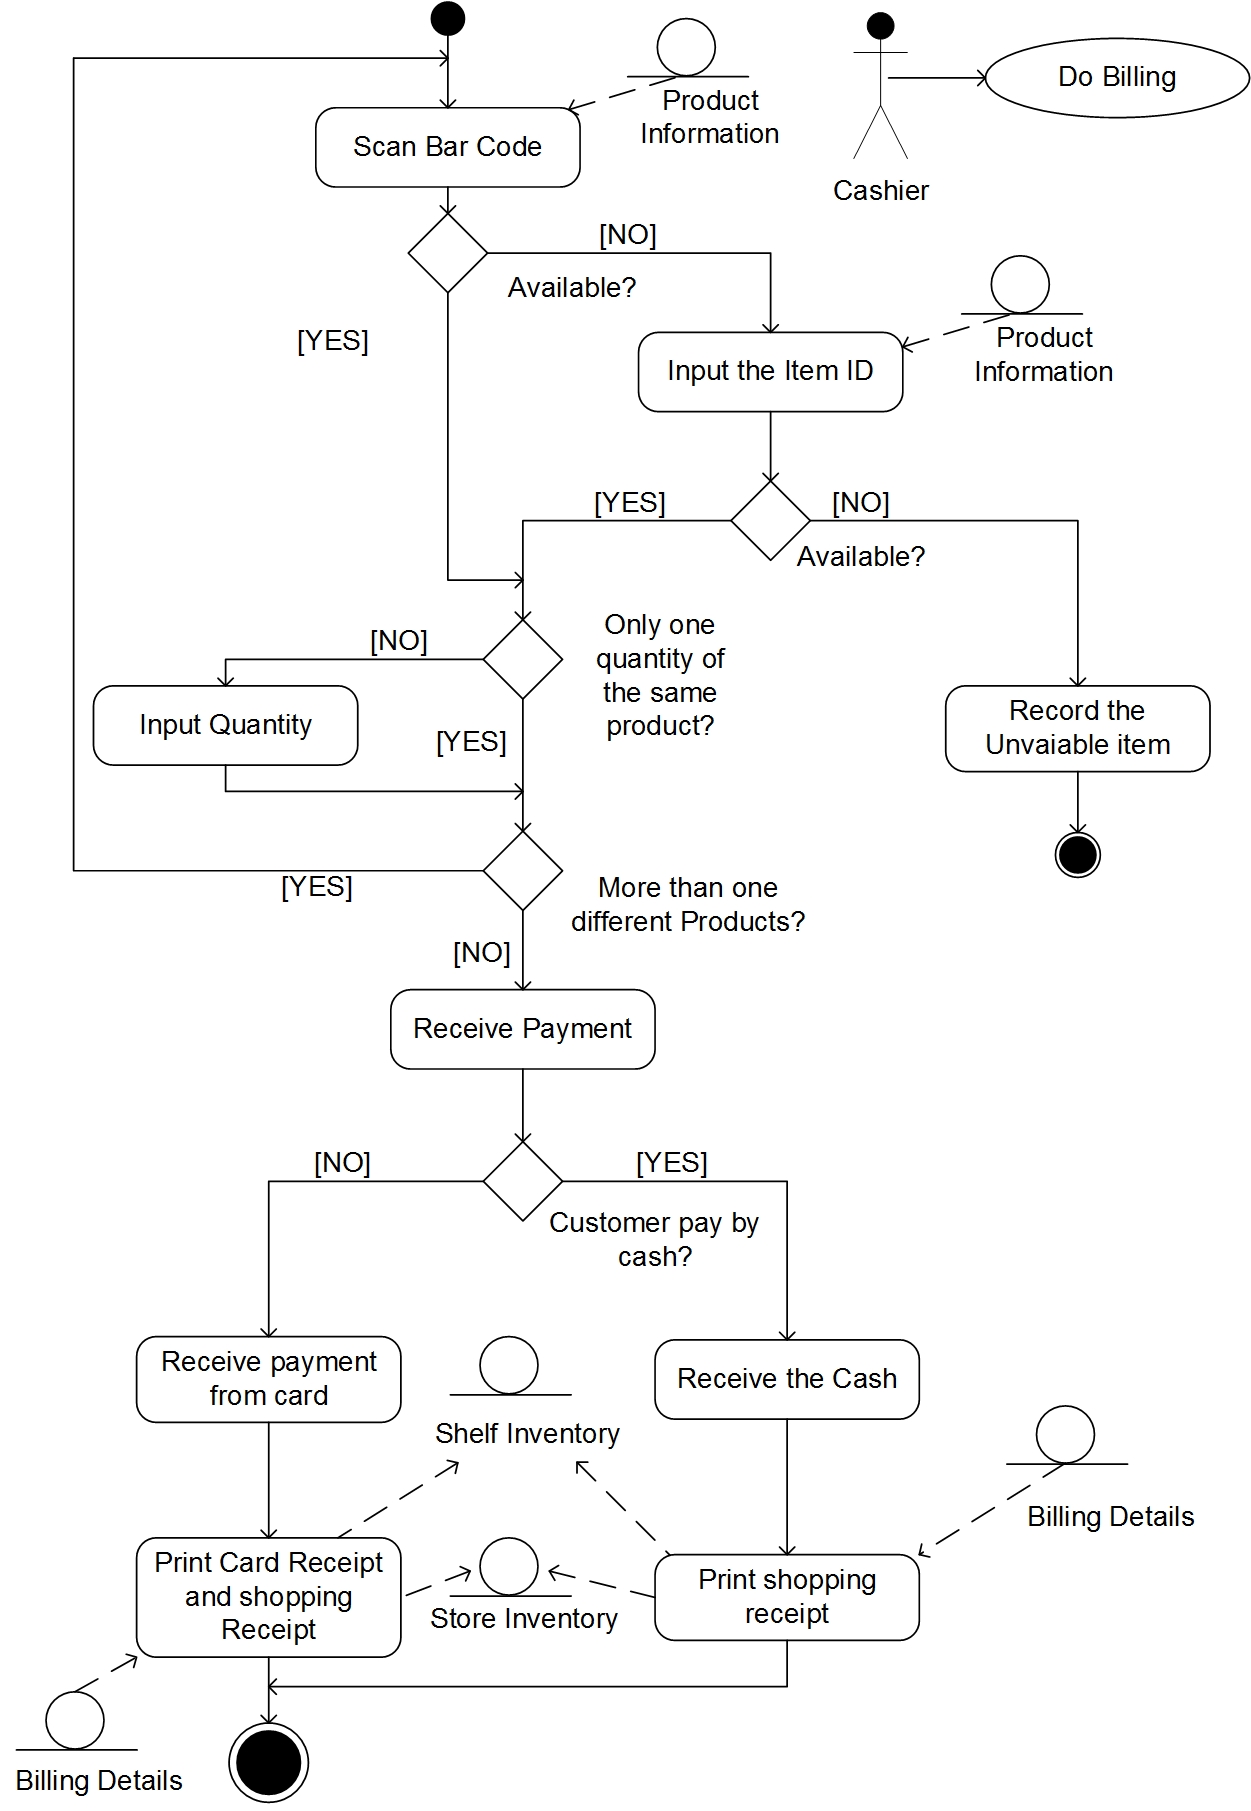 Product
Information
Do Billing
Scan Bar Code
Cashier
[NO]
Available?
[YES]
Product
Information
Input the Item ID
[YES]
[NO]
Available?
Only one
quantity of
the same
product?
[NO]
Input Quantity
[YES]
Record the
Unvaiable item
[YES]
More than one
different Products?
[NO]
Receive Payment
[NO]
[YES]
Customer pay by
cash?
Receive payment
from card
Receive the Cash
Shelf Inventory
Billing Details
Print Card Receipt
and shopping
Receipt
Store Inventory
Print shopping
receipt
Billing Details